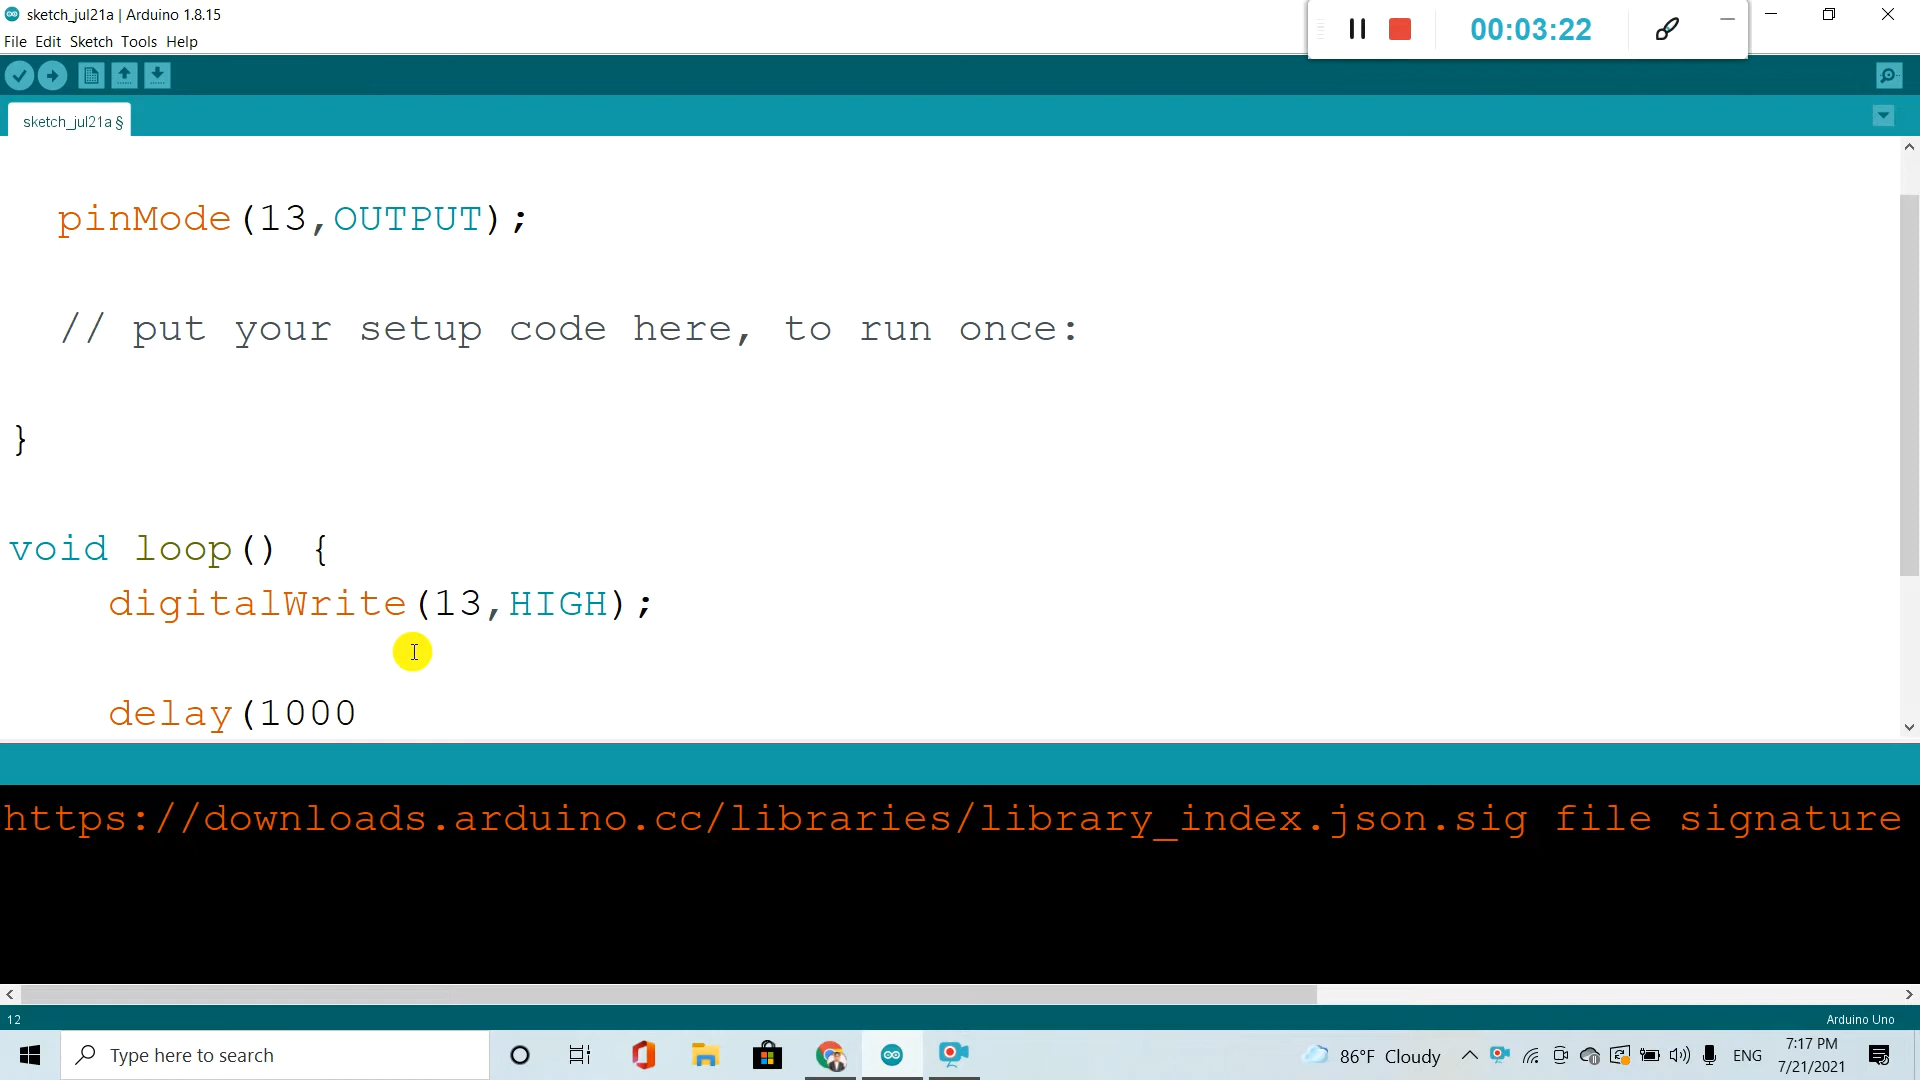 sketch_jul21a | Arduino 1.8.15
00:03:22
File Edit Sketch Tools Help
sketch_jul21a §
pinMode(13,OUTPUT);
// put your setup code here, to run once:
}
void loop() {
digitalWrite(13,HIGH);
delay(1000
https://downloads.arduino.cc/libraries/library_index.json.sig file signature
12
Arduino Uno
Type here to search
86°F Cloudy
ENG
7:17 PM
7/21/2021